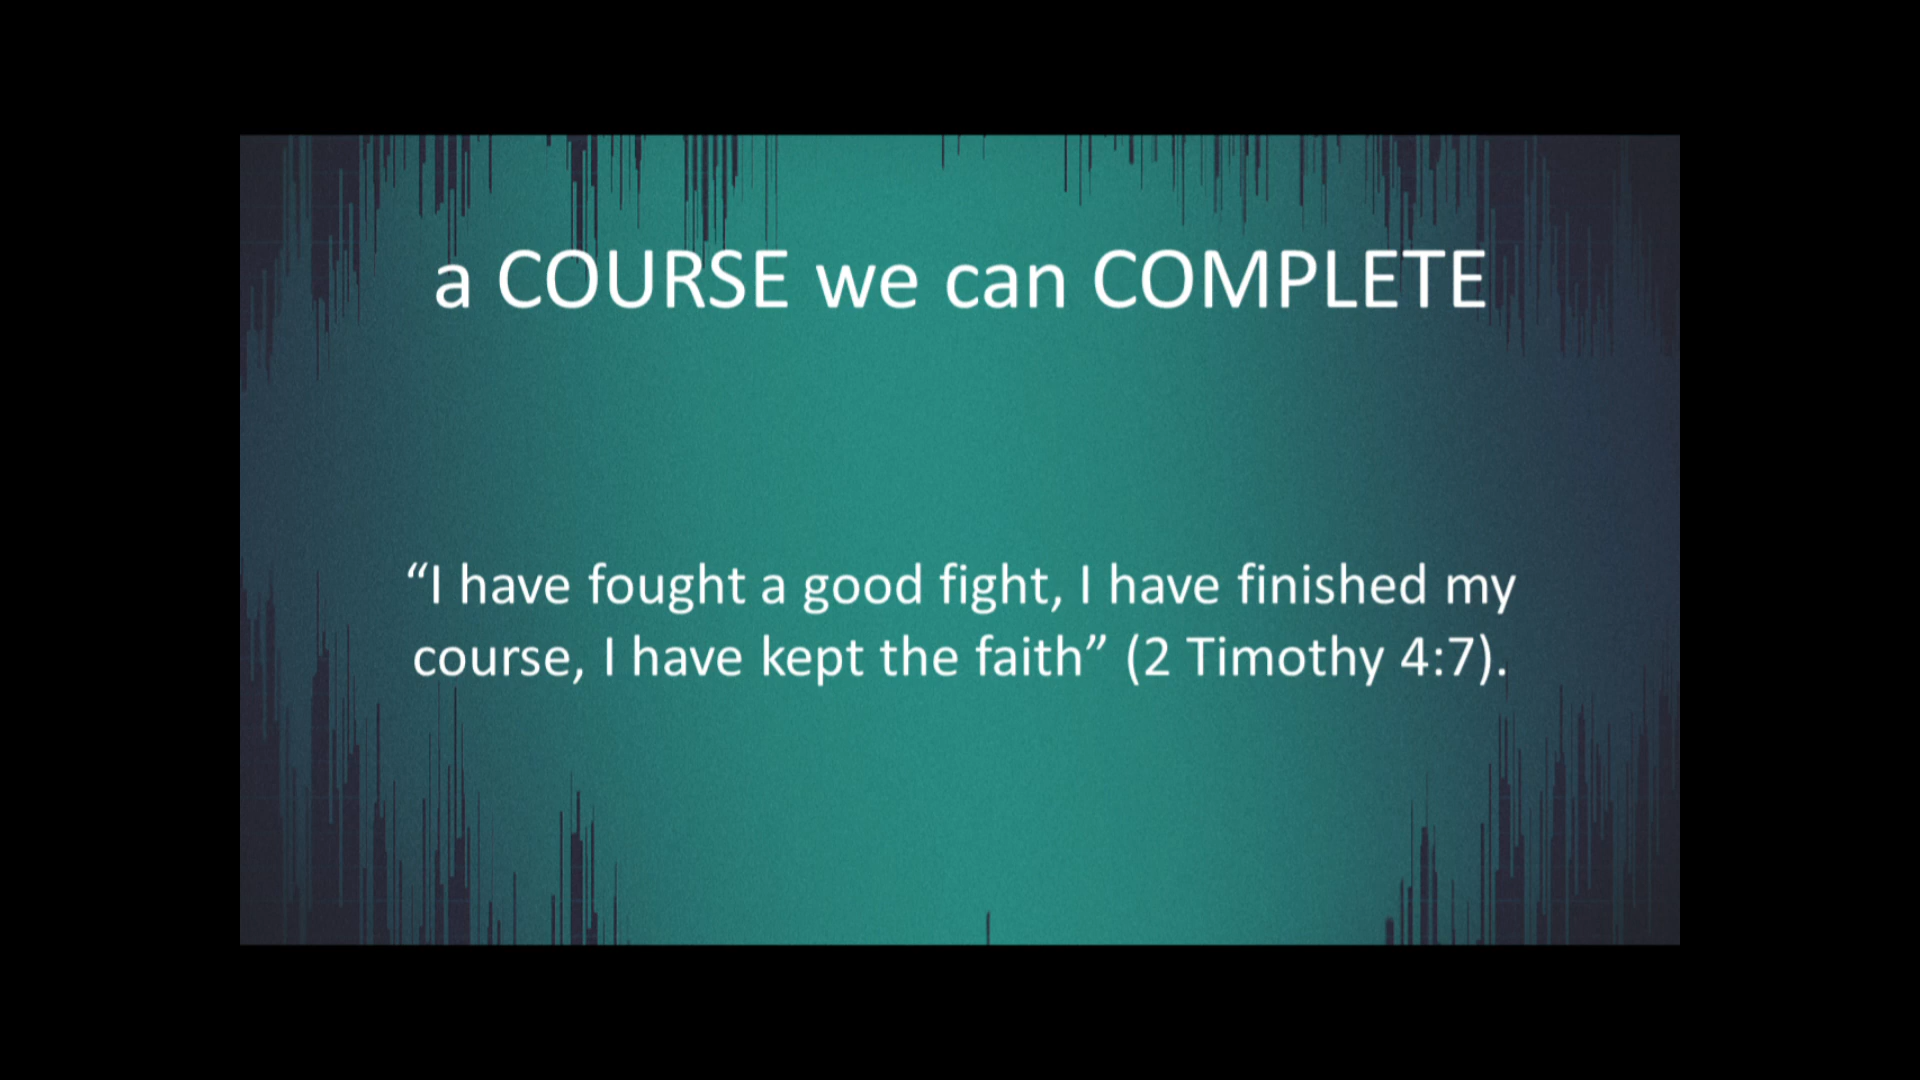 a COURSE we can COMPLETE
“I have fought a good fight, I have finished my
course, I have kept the faith” (2 Timothy 4:7).